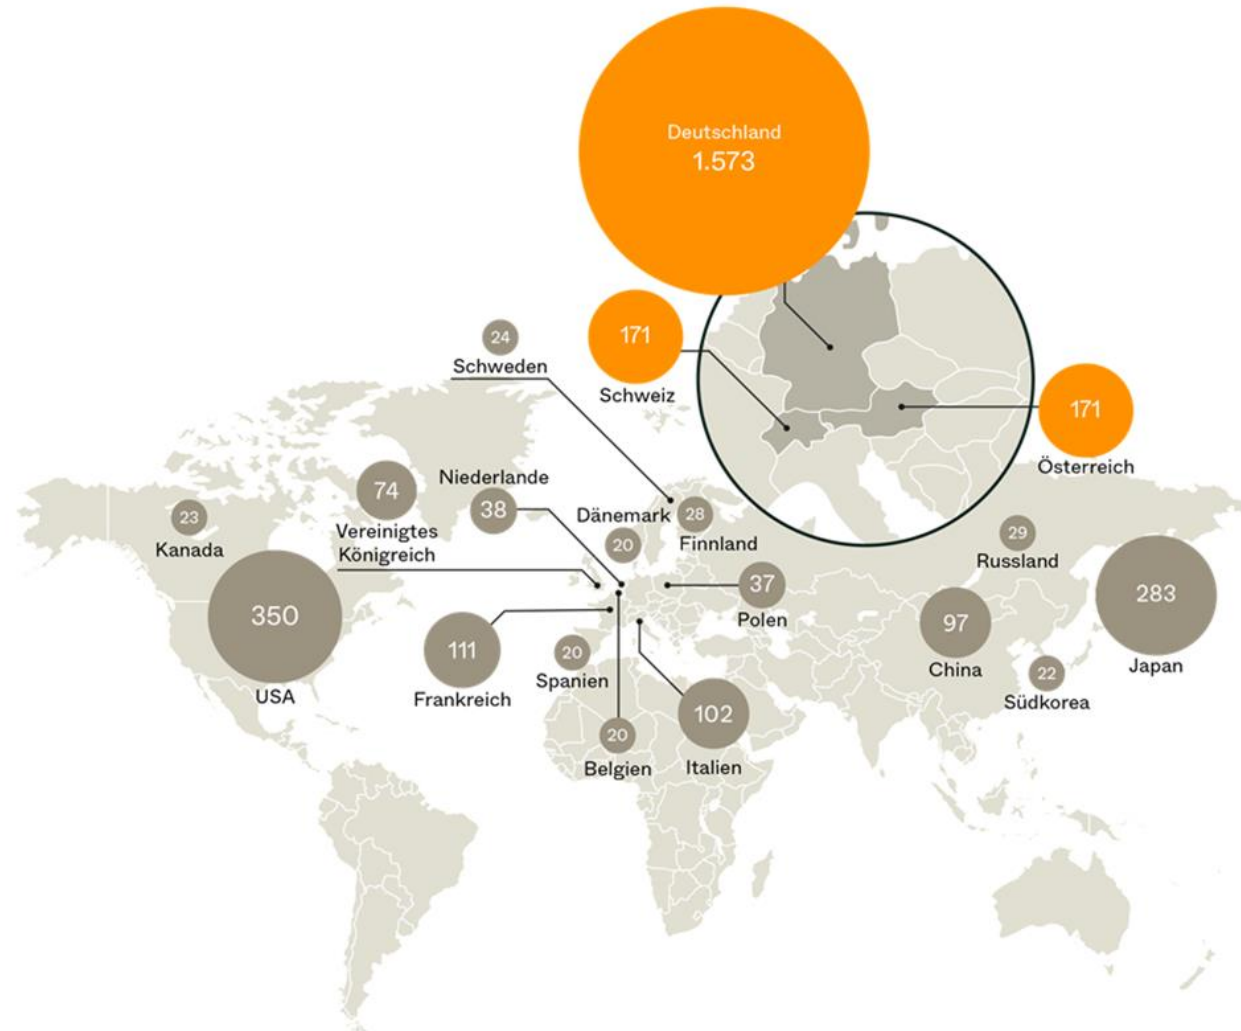 Deutschland
1.573
171
Schweiz
171
Österreich
24
Schweden
74
Vereinigtes
Königreich
Niederlande
38
Dänemark
20
28
Finnland
23
Kanada
29
Russland
350
USA
111
Frankreich
20
Spanien
20
Belgien
102
Italien
37
Polen
97
China
22
Südkorea
283
Japan